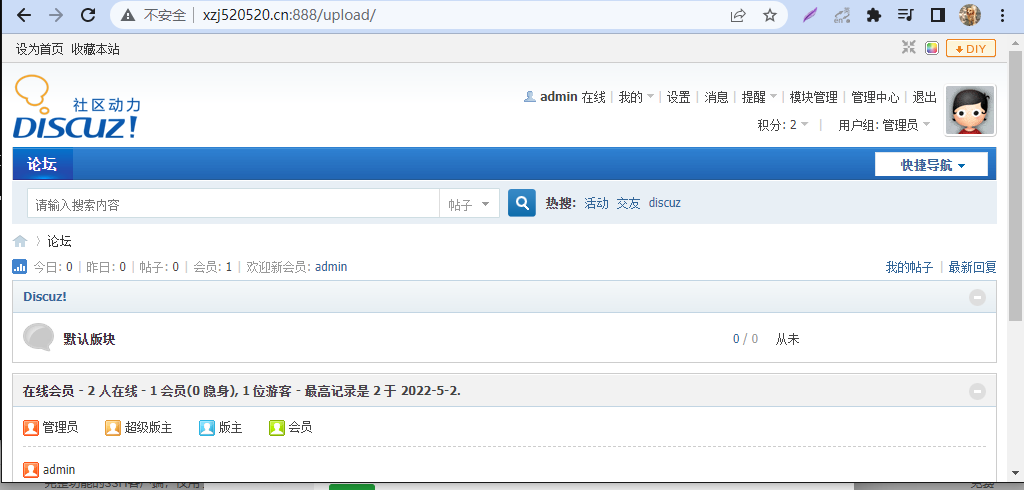 不安全 xzj520520.cn:888/upload/
设为首页 收藏本站
DIY
社区动力
DISCUZ!
admin 在线 | 我的 | 设置 | 消息 | 提醒 | 模块管理 | 管理中心 | 退出
积分: 2 | 用户组: 管理员
论坛
快捷导航
请输入搜索内容
帖子
热搜: 活动 交友 discuz
论坛
今日: 0 | 昨日: 0 | 帖子: 0 | 会员: 1 | 欢迎新会员: admin
我的帖子 | 最新回复
Discuz!
默认版块
0 / 0 从未
在线会员 - 2 人在线 - 1 会员(0 隐身), 1 位游客 - 最高记录是 2 于 2022-5-2.
管理员 超级版主 版主 会员
admin